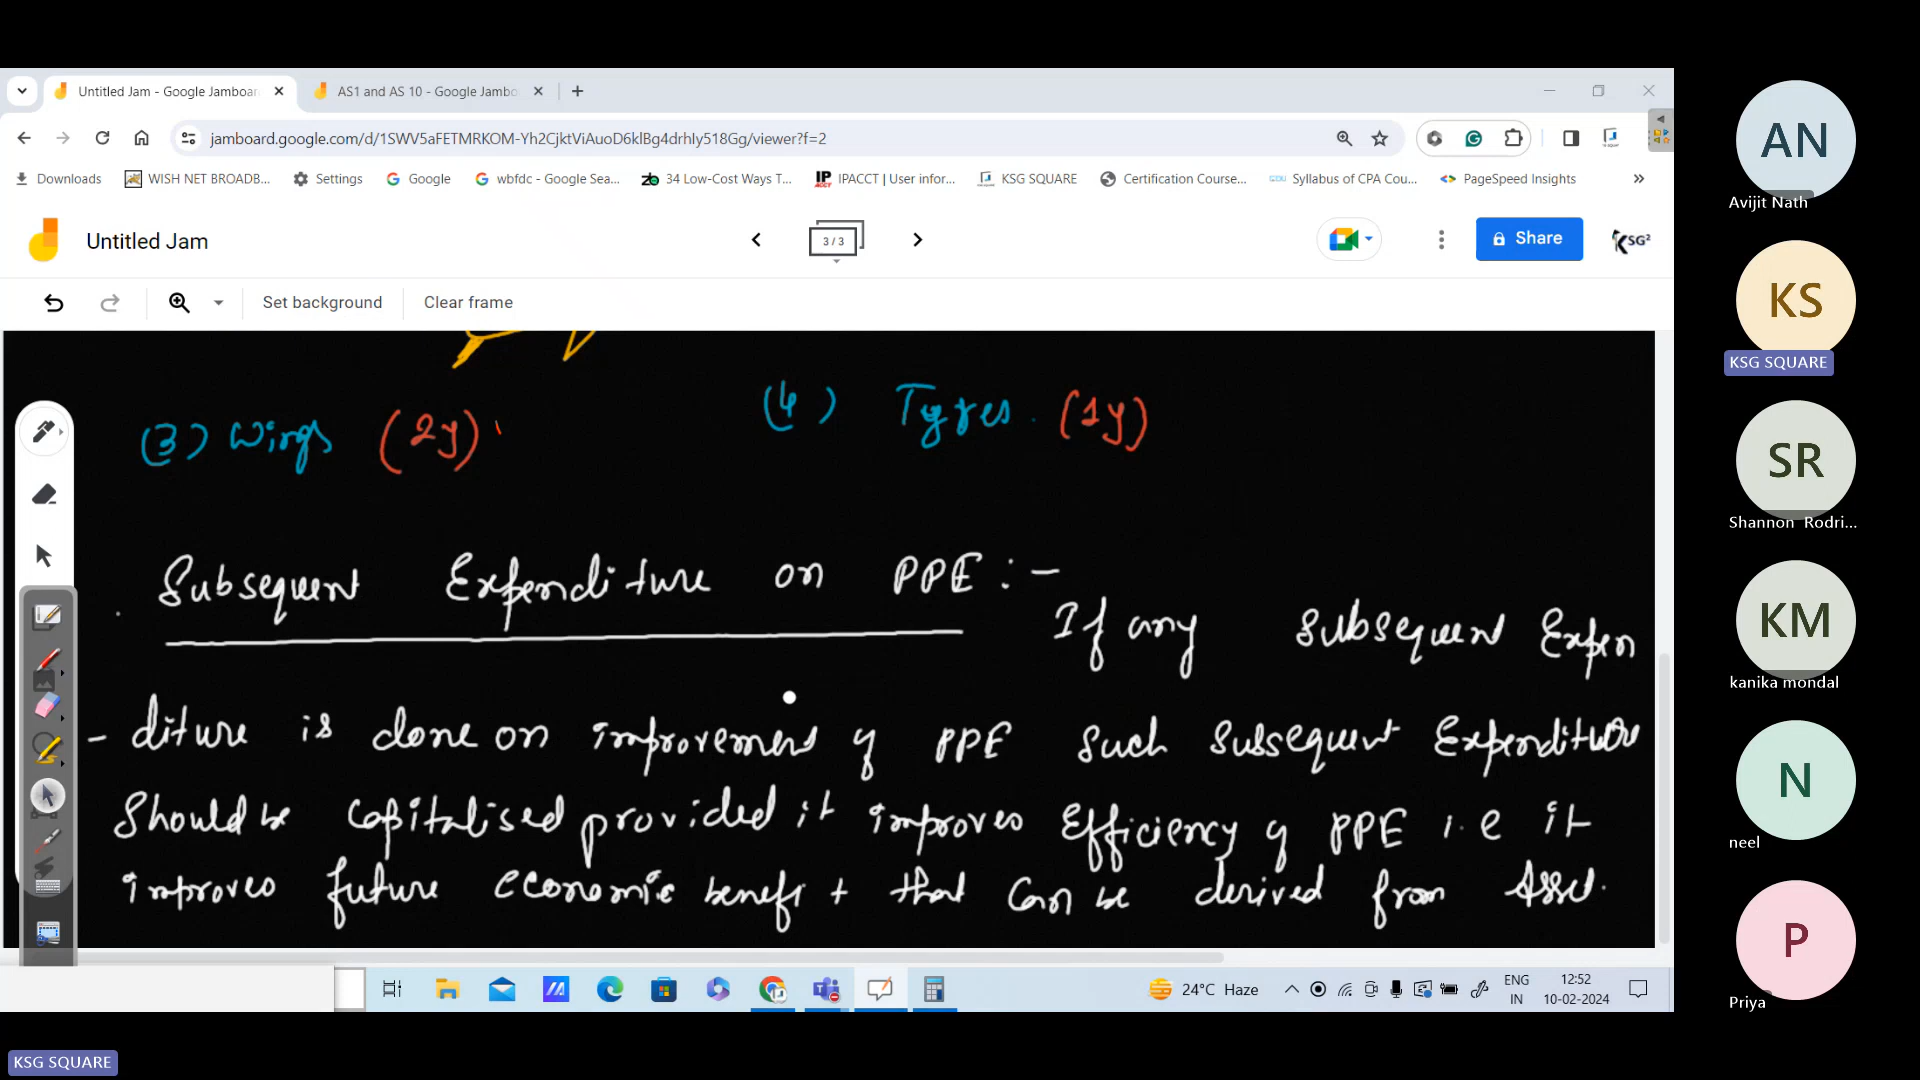 Untitled Jam - Google Jamboar
AS1 and AS 10 - Google Jambo
jamboard.google.com/d/1SWV5aFETMRKOM-Yh2CjktViAuoD6klBg4drhIy518Gg/viewer?f=2
Downloads WISH NET BROADB... Settings Google wbfdc - Google Sea... 34 Low-Cost Ways T... IPACCT | User infor... KSG SQUARE Certification Course... Syllabus of CPA Cou... PageSpeed Insights
Untitled Jam
3 / 3
Share
KSG²
Set background Clear frame
(3) Wings (2y)
(4) Tyres. (1y)
Subsequent Expenditure on PPE :-
If any Subsequent Expen
- diture is done on improvement of PPE Such Subsequent Expenditure
Should be Capitalised provided it improves Efficiency of PPE i.e it
improves future economic benefit that Can be derived from Asset.
24°C Haze
ENG
IN
12:52
10-02-2024
AN
Avijit Nath
KS
KSG SQUARE
SR
Shannon Rodri...
KM
kanika mondal
N
neel
P
Priya
KSG SQUARE